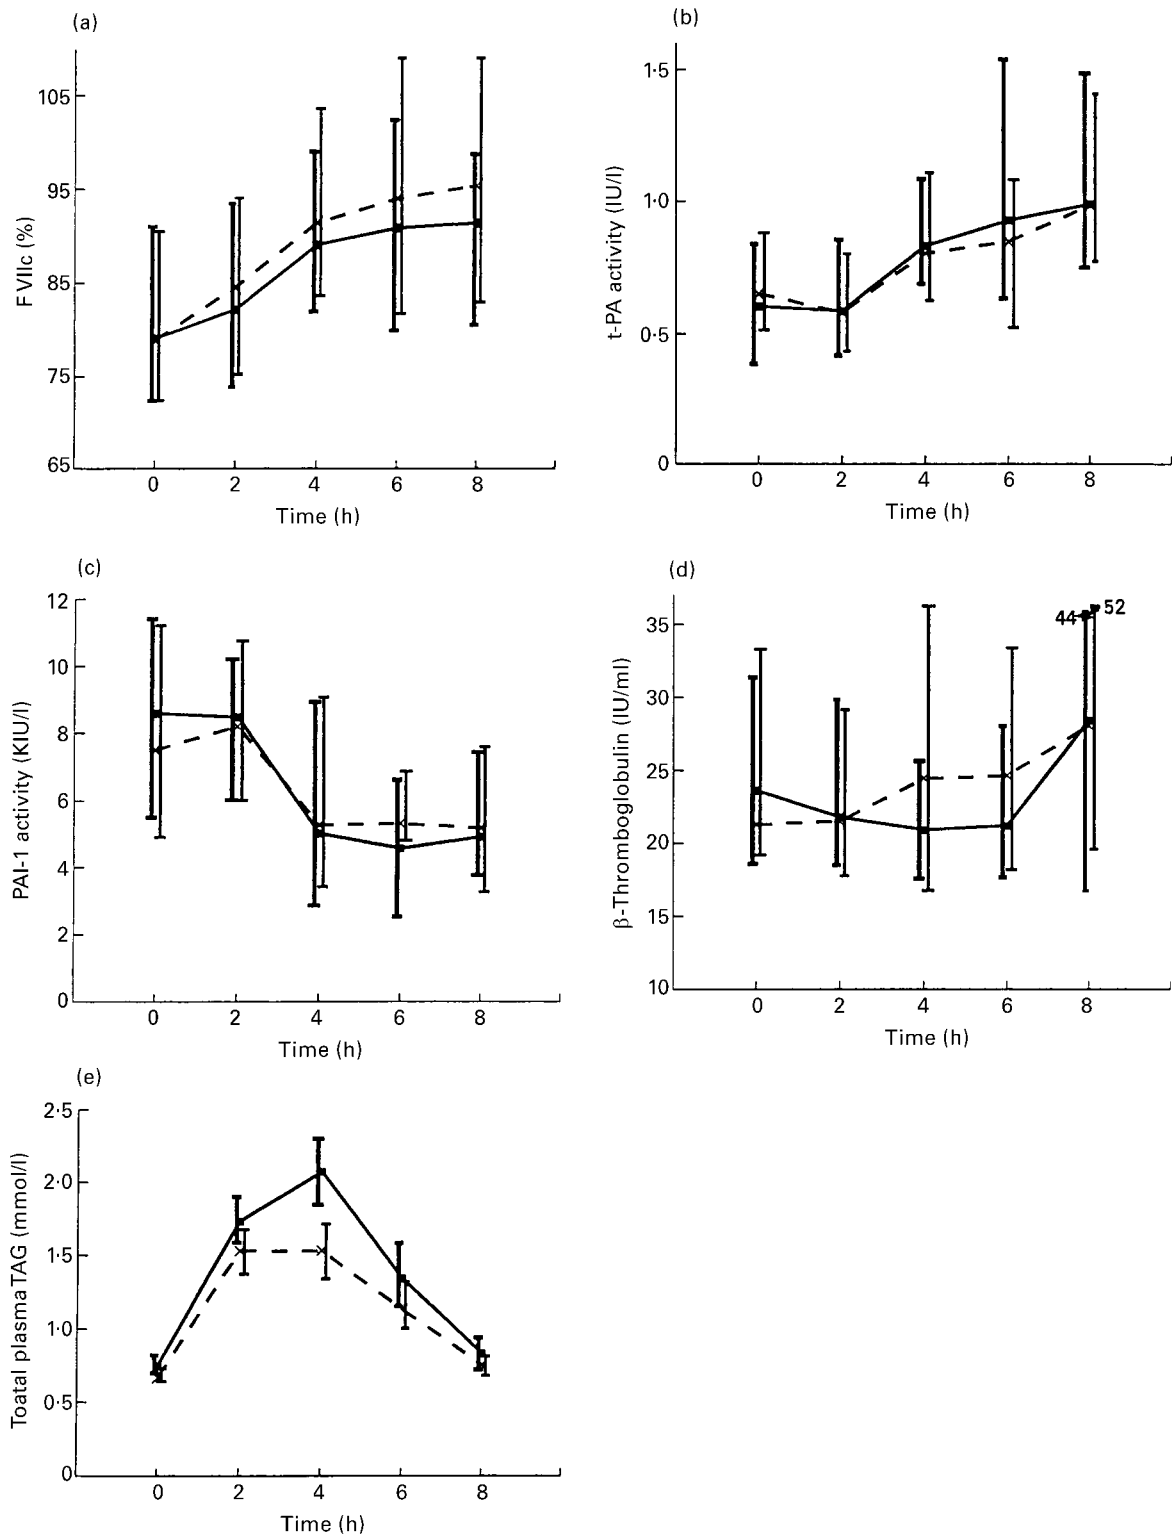 (a)
105
95
85
75
65
F VIIc (%)
0 2 4 6 8
Time (h)
(b)
1·5
1·0
0·5
0
t-PA activity (IU/l)
0 2 4 6 8
Time (h)
(c)
12
10
8
6
4
2
0
PAI-1 activity (KIU/l)
0 2 4 6 8
Time (h)
(d)
35
30
25
20
15
10
β-Thromboglobulin (IU/ml)
44 52
0 2 4 6 8
Time (h)
(e)
2·5
2·0
1·5
1·0
0·5
0
Toatal plasma TAG (mmol/l)
0 2 4 6 8
Time (h)